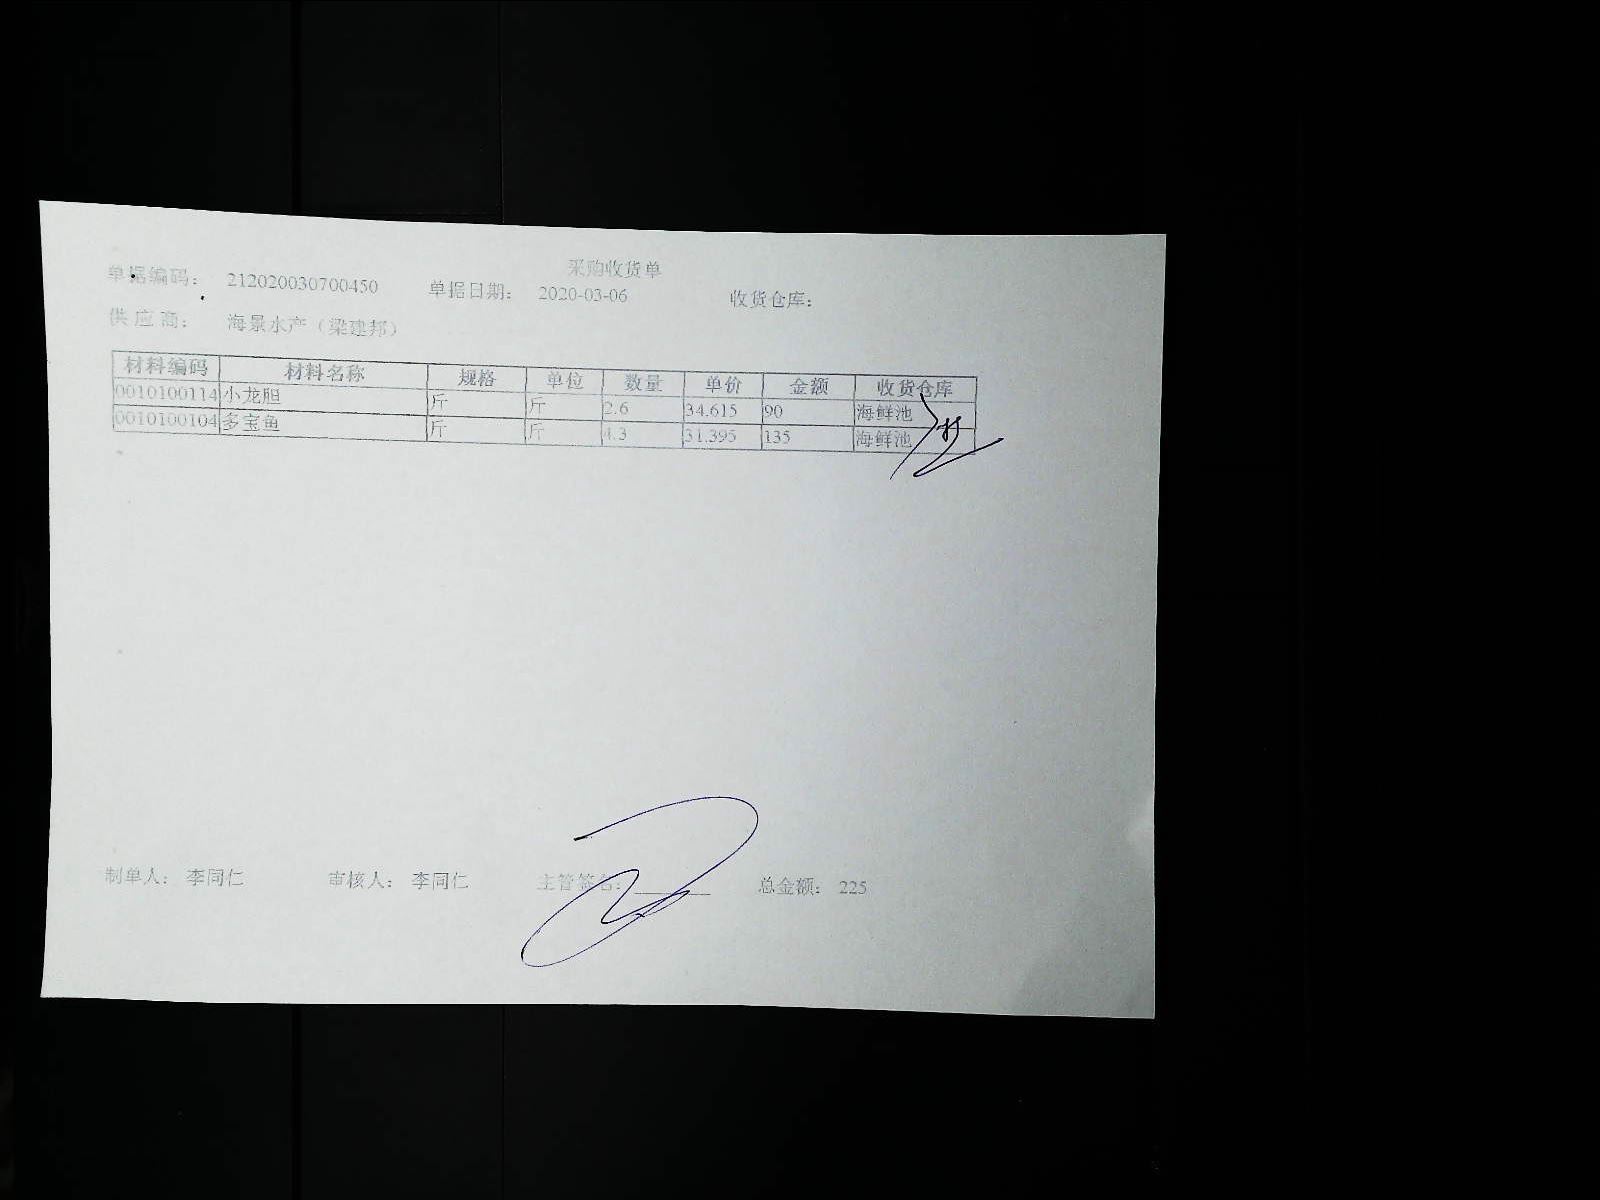 采购收货单
单据编码: 212020030700450 单据日期: 2020-03-06 收货仓库:
供应商: 海景水产（梁建邦）
材料编码 材料名称 规格 单位 数量 单价 金额 收货仓库
0010100114 小龙胆 斤 斤 2.6 34.615 90 海鲜池
0010100104 多宝鱼 斤 斤 4.3 31.395 135 海鲜池
制单人: 李同仁 审核人: 李同仁 主管签名: 总金额: 225